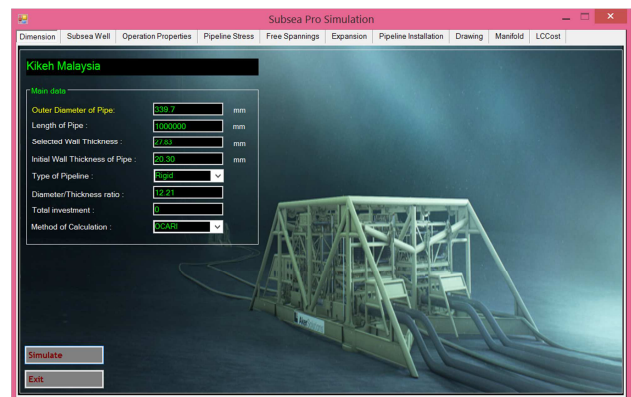 Subsea Pro Simulation
Dimension Subsea Well Operation Properties Pipeline Stress Free Spannings Expansion Pipeline Installation Drawing Manifold LCCost
Kikeh Malaysia
Main data
Outer Diameter of Pipe: 339.7 mm
Length of Pipe : 1000000 mm
Selected Wall Thickness : 27.83 mm
Initial Wall Thickness of Pipe : 20.30 mm
Type of Pipeline : Rigid
Diameter/Thickness ratio : 12.21
Total investment : 0
Method of Calculation : OCARI
Simulate
Exit